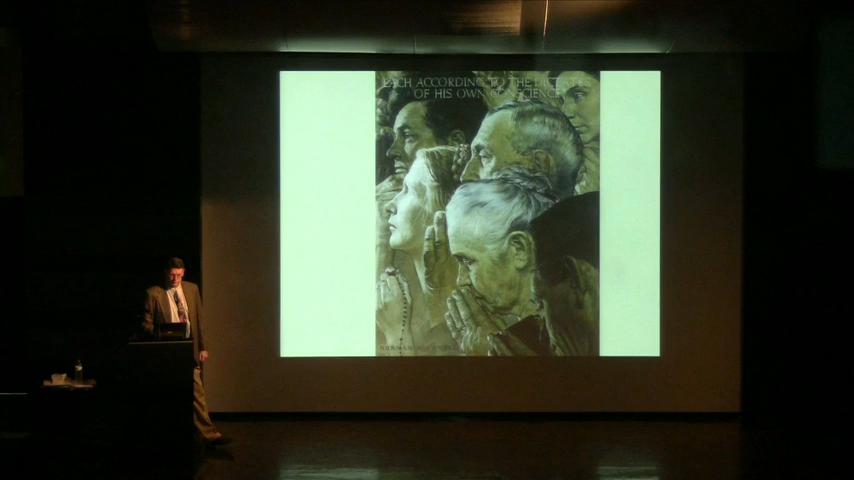 EACH ACCORDING TO THE DICTATES
OF HIS OWN CONSCIENCE